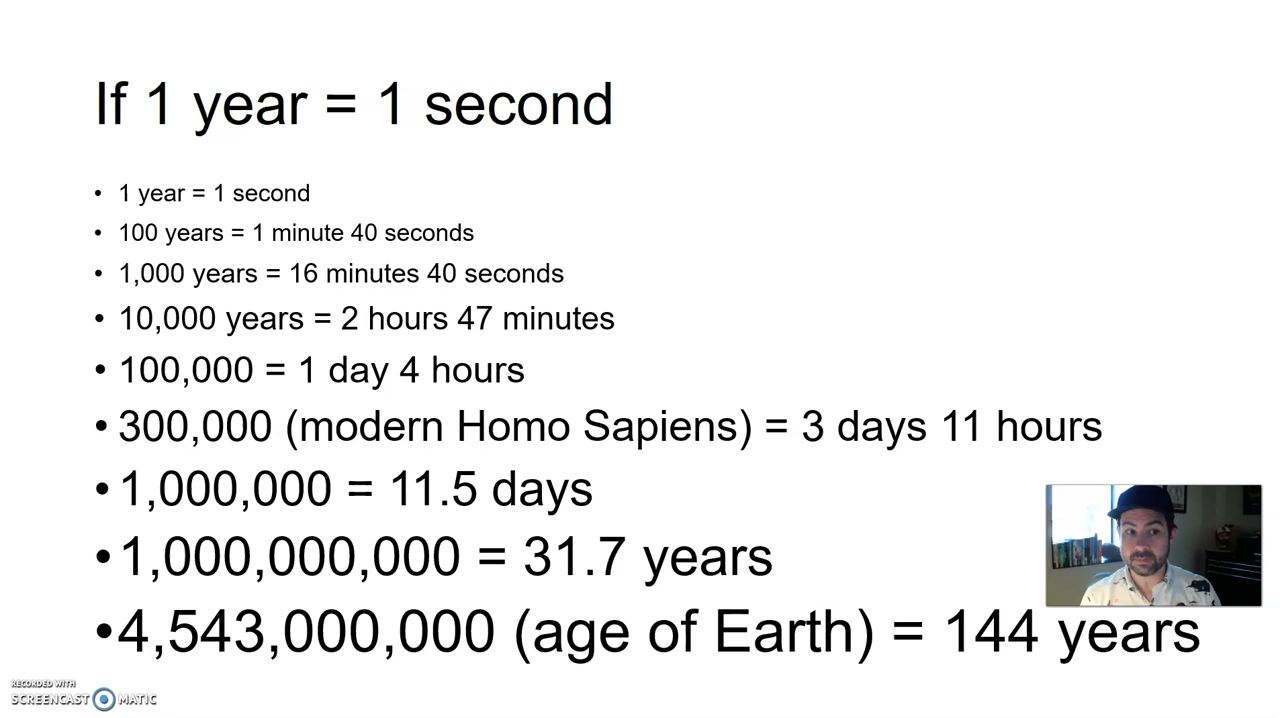 If 1 year = 1 second
• 1 year = 1 second
• 100 years = 1 minute 40 seconds
• 1,000 years = 16 minutes 40 seconds
• 10,000 years = 2 hours 47 minutes
• 100,000 = 1 day 4 hours
• 300,000 (modern Homo Sapiens) = 3 days 11 hours
• 1,000,000 = 11.5 days
• 1,000,000,000 = 31.7 years
• 4,543,000,000 (age of Earth) = 144 years
RECORDED WITH
SCREENCAST MATIC